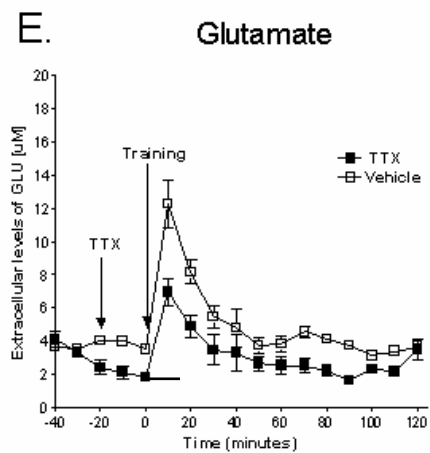 E.
Glutamate
Extracellular levels of GLU [uM]
20
18
16
14
12
10
8
6
4
2
0
Training
TTX
TTX
Vehicle
-40 -20 0 20 40 60 80 100 120
Time (minutes)